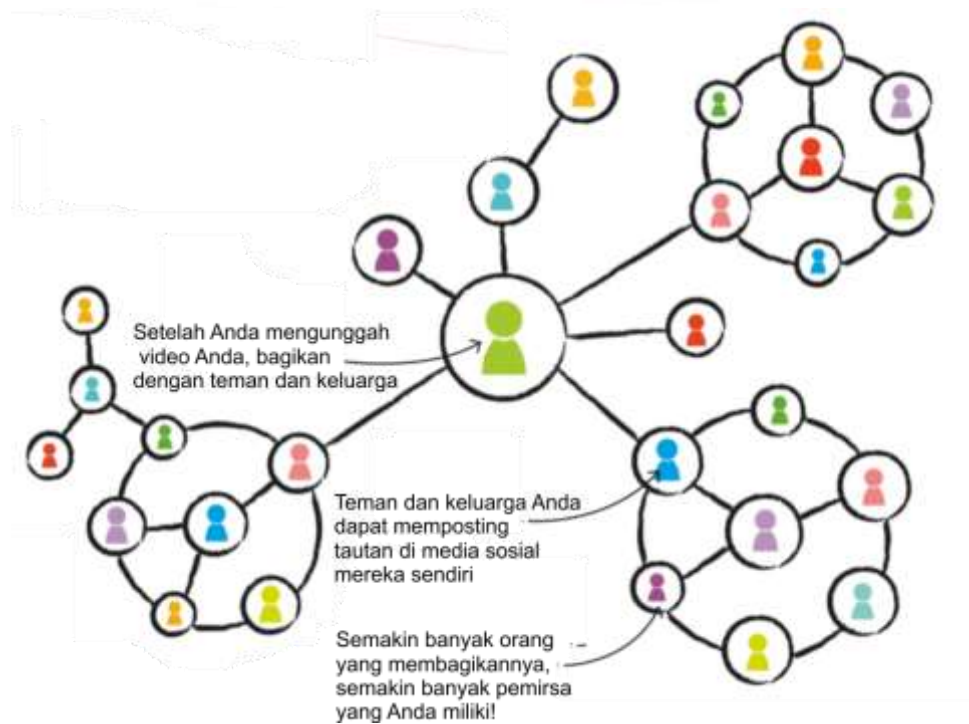 Setelah Anda mengunggah
video Anda, bagikan
dengan teman dan keluarga
Teman dan keluarga Anda
dapat memposting
tautan di media sosial
mereka sendiri
Semakin banyak orang
yang membagikannya,
semakin banyak pemirsa
yang Anda miliki!